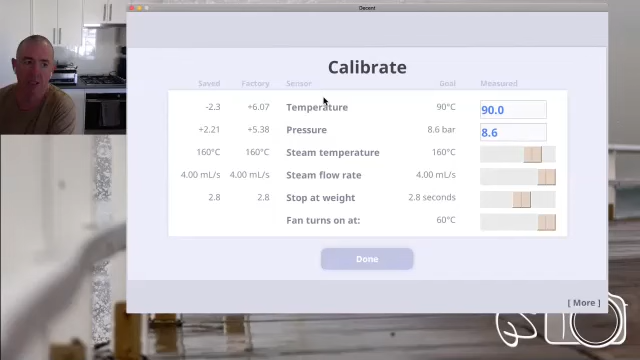 Decent
Calibrate
Saved Factory Sensor Goal Measured
-2.3 +6.07 Temperature 90°C 90.0
+2.21 +5.38 Pressure 8.6 bar 8.6
160°C 160°C Steam temperature 160°C
4.00 mL/s 4.00 mL/s Steam flow rate 4.00 mL/s
2.8 2.8 Stop at weight 2.8 seconds
Fan turns on at: 60°C
Done
[ More ]